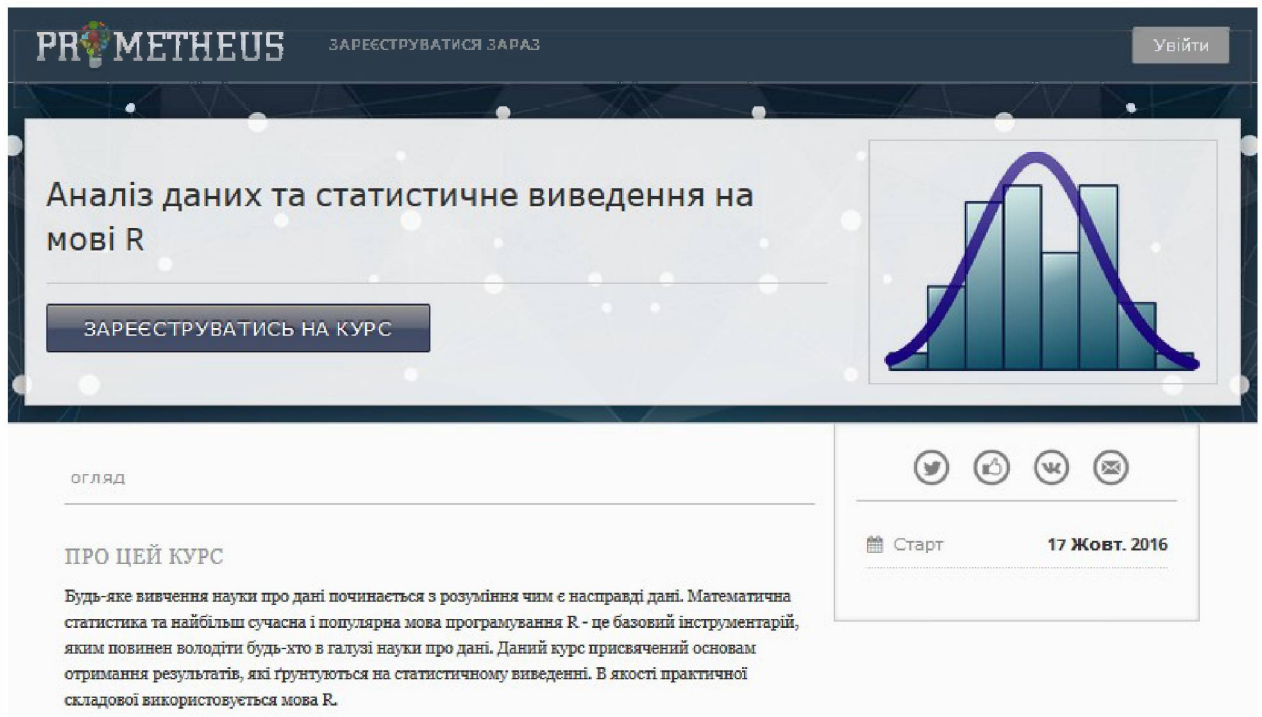 PROMETHEUS ЗАРЕЄСТРУВАТИСЯ ЗАРАЗ Увійти
Аналіз даних та статистичне виведення на
мові R
ЗАРЕЄСТРУВАТИСЬ НА КУРС
огляд
Старт 17 Жовт. 2016
ПРО ЦЕЙ КУРС
Будь-яке вивчення науки про дані починається з розуміння чим є насправді дані. Математична
статистика та найбільш сучасна і популярна мова програмування R - це базовий інструментарій,
яким повинен володіти будь-хто в галузі науки про дані. Даний курс присвячений основам
отримання результатів, які ґрунтуються на статистичному виведенні. В якості практичної
складової використовується мова R.